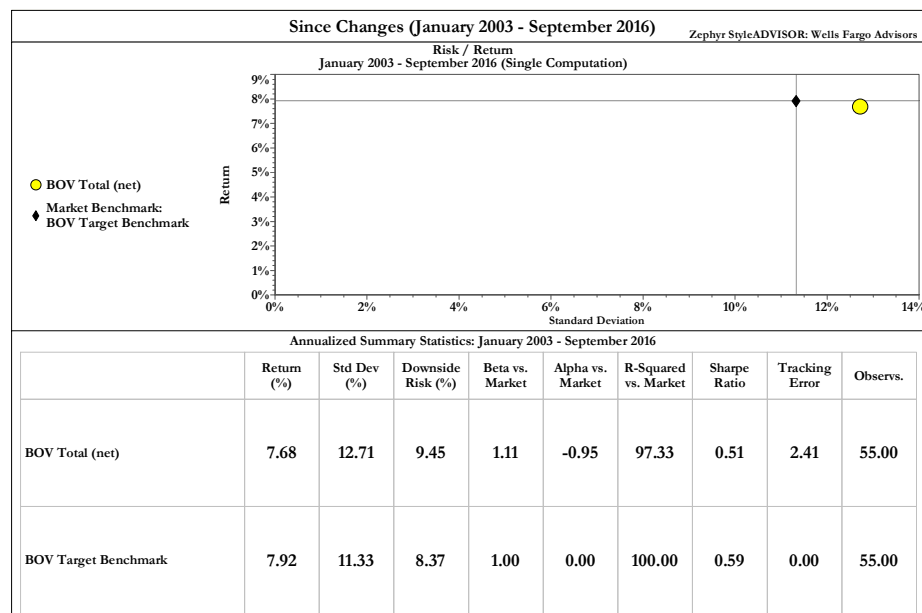 Since Changes (January 2003 - September 2016)
Zephyr StyleADVISOR: Wells Fargo Advisors
Risk / Return
January 2003 - September 2016 (Single Computation)
9%
8%
7%
6%
5%
4%
3%
2%
1%
0%
Return
0% 2% 4% 6% 8% 10% 12% 14%
Standard Deviation
BOV Total (net)
Market Benchmark:
BOV Target Benchmark
Annualized Summary Statistics: January 2003 - September 2016
Return (%) Std Dev (%) Downside Risk (%) Beta vs. Market Alpha vs. Market R-Squared vs. Market Sharpe Ratio Tracking Error Observs.
BOV Total (net) 7.68 12.71 9.45 1.11 -0.95 97.33 0.51 2.41 55.00
BOV Target Benchmark 7.92 11.33 8.37 1.00 0.00 100.00 0.59 0.00 55.00